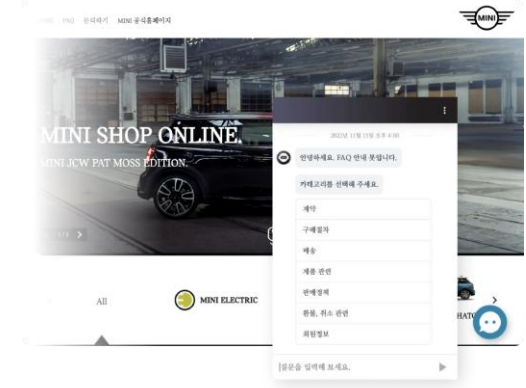 FAQ 문의하기 MINI 공식홈페이지
MINI
MINI SHOP ONLINE.
MINI JCW PAT MOSS EDITION.
안녕하세요. FAQ 안내 봇입니다.
카테고리를 선택해 주세요.
계약
구매절차
배송
제품 관련
판매정책
환불, 취소 관련
회원정보
질문을 입력해 보세요.
All
MINI ELECTRIC